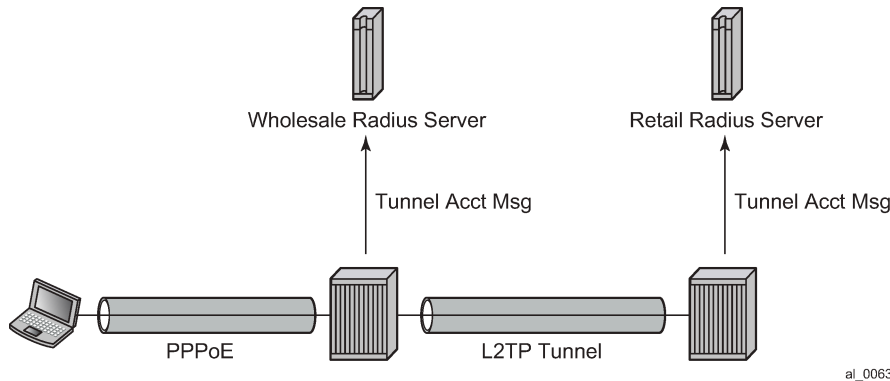 Wholesale Radius Server
Retail Radius Server
Tunnel Acct Msg
Tunnel Acct Msg
PPPoE
L2TP Tunnel
al_0063